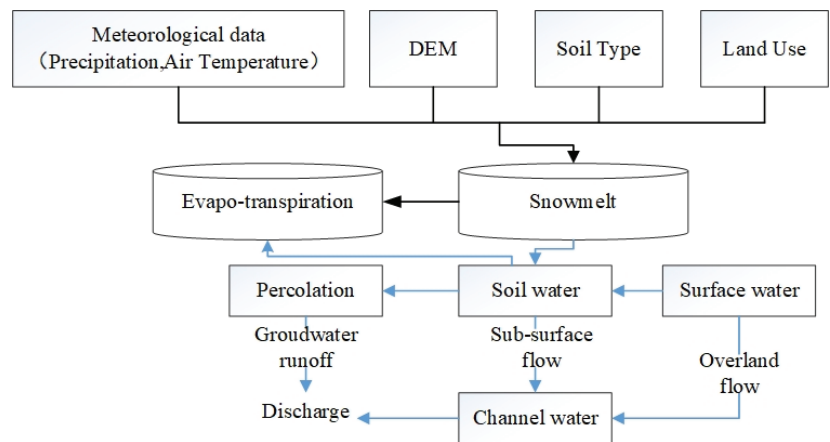 Meteorological data
（Precipitation,Air Temperature）
DEM
Soil Type
Land Use
Evapo-transpiration
Snowmelt
Percolation
Soil water
Surface water
Groudwater
runoff
Sub-surface
flow
Overland
flow
Discharge
Channel water